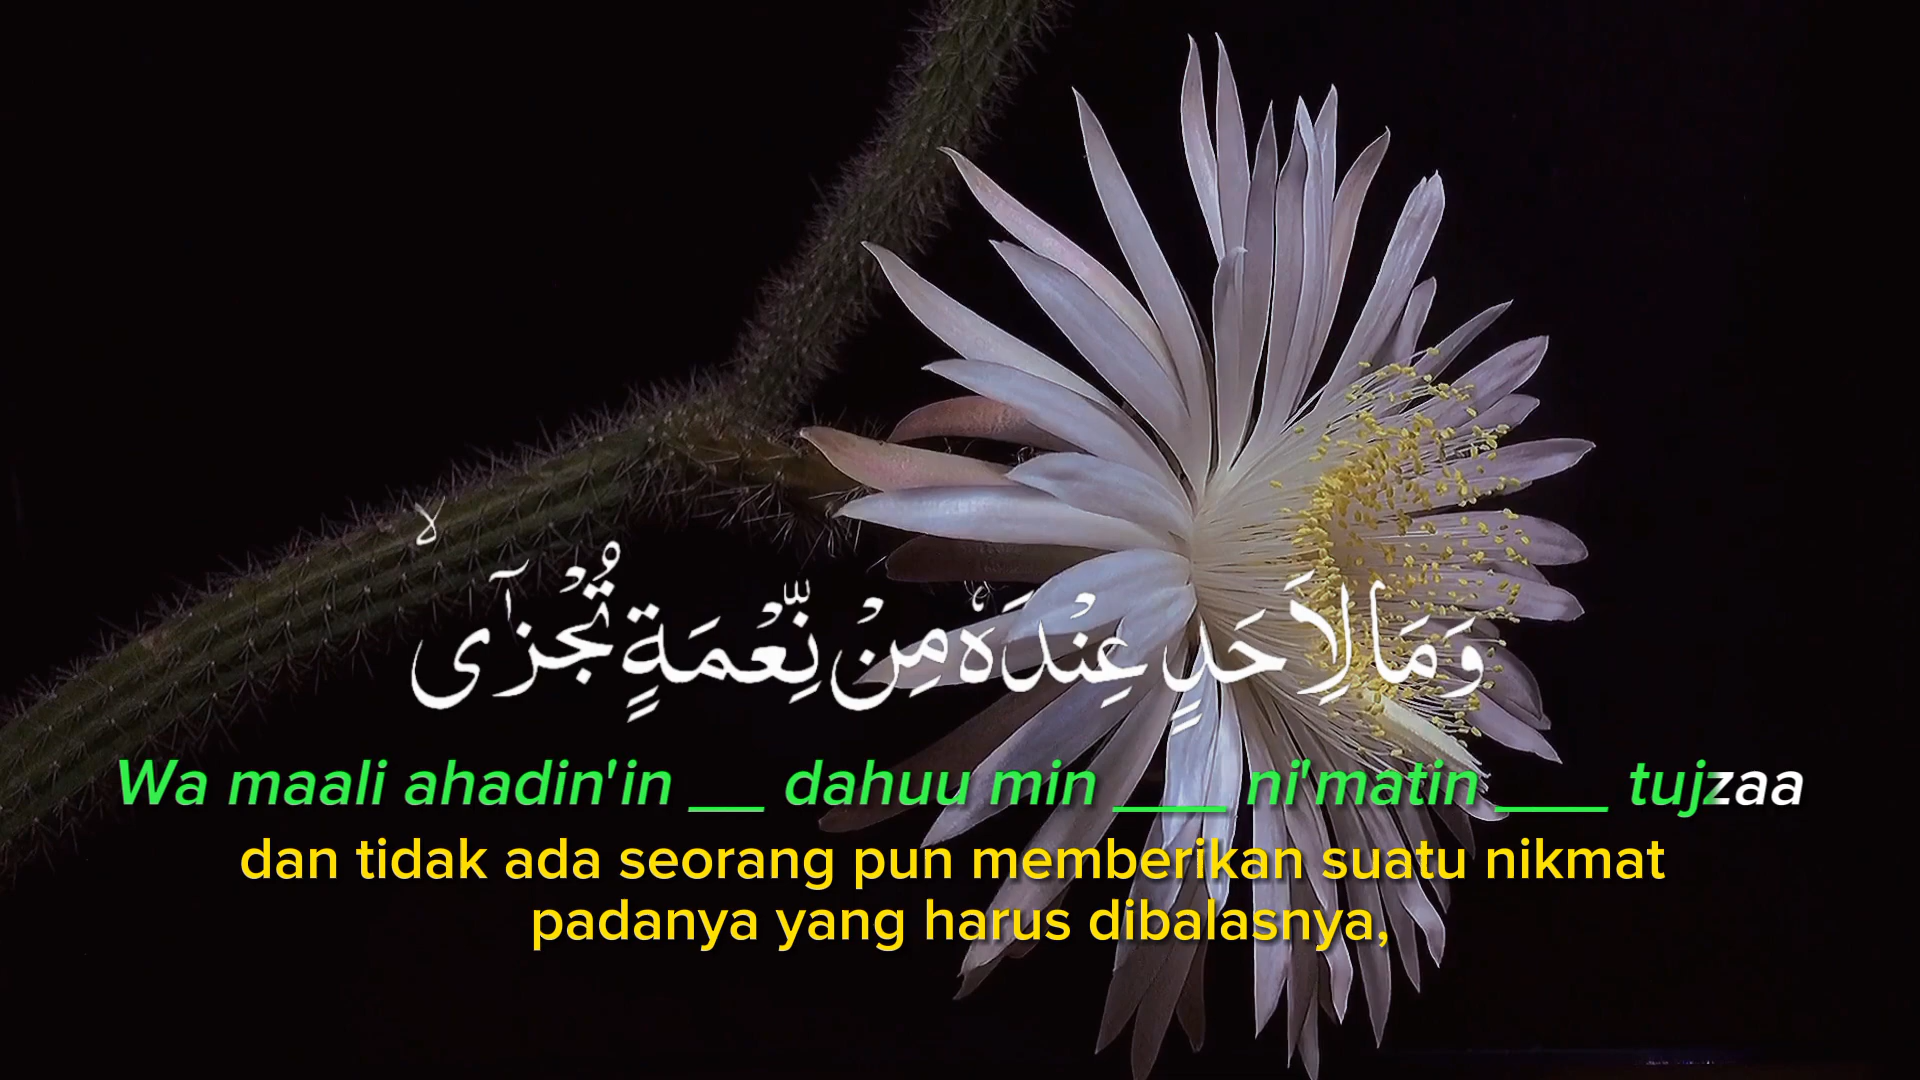 وَمَا لِاَحَدٍ عِنْدَهٗ مِنْ نِّعْمَةٍ تُجْزٰٓىۙ
Wa maali ahadin'in __ dahuu min ___ ni'matin ___ tujzaa
dan tidak ada seorang pun memberikan suatu nikmat
padanya yang harus dibalasnya,